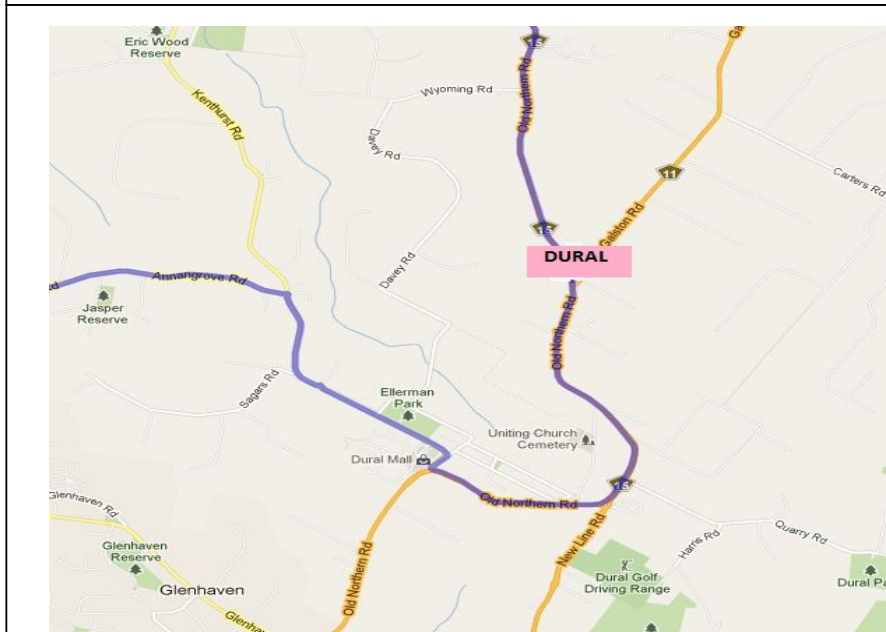 Eric Wood
Reserve
15
Old Northern Rd
Wyoming Rd
Kenthurst Rd
Davey Rd
11
Carters Rd
15
Galston Rd
DURAL
Davey Rd
Annangrove Rd
Jasper
Reserve
Old Northern Rd
Sagars Rd
Ellerman
Park
Uniting Church
Cemetery
Dural Mall
15
Old Northern Rd
Glenhaven Rd
New Line Rd
Harris Rd
Quarry Rd
Glenhaven
Reserve
Old Northern Rd
Dural Golf
Driving Range
Glenhaven